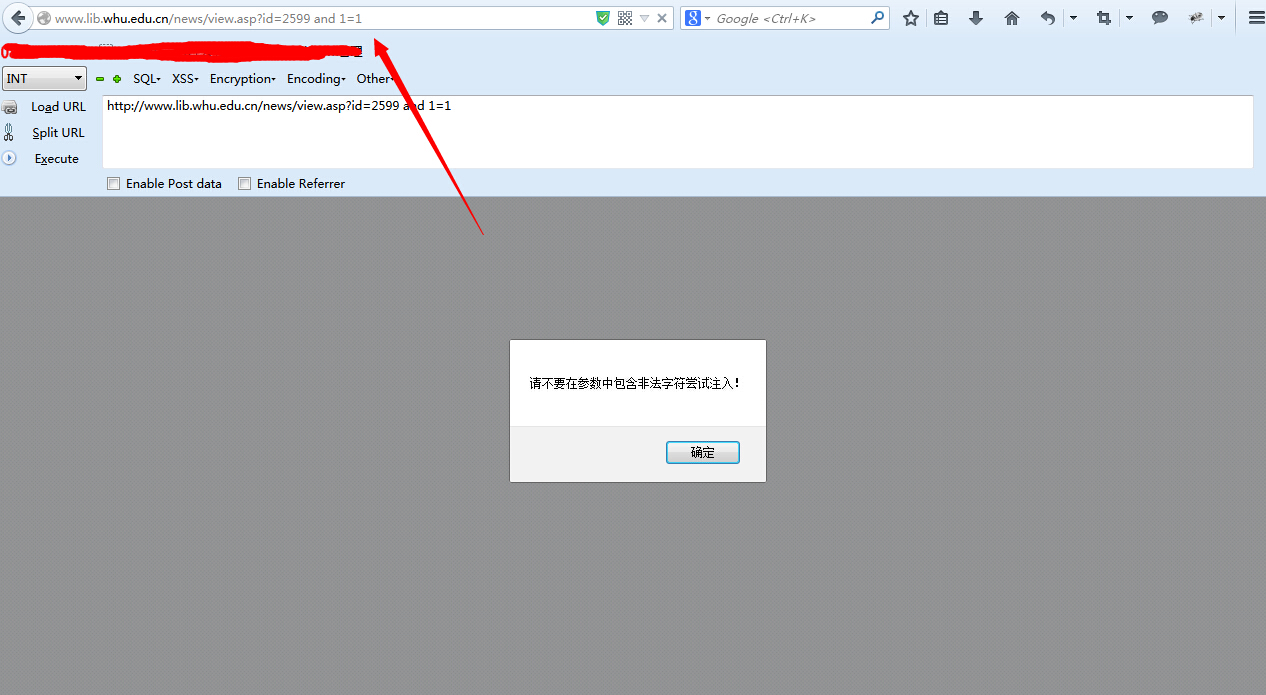 www.lib.whu.edu.cn/news/view.asp?id=2599 and 1=1
Google <Ctrl+K>
INT
SQL
XSS
Encryption
Encoding
Other
Load URL
http://www.lib.whu.edu.cn/news/view.asp?id=2599 and 1=1
Split URL
Execute
Enable Post data
Enable Referrer
请不要在参数中包含非法字符尝试注入!
确定